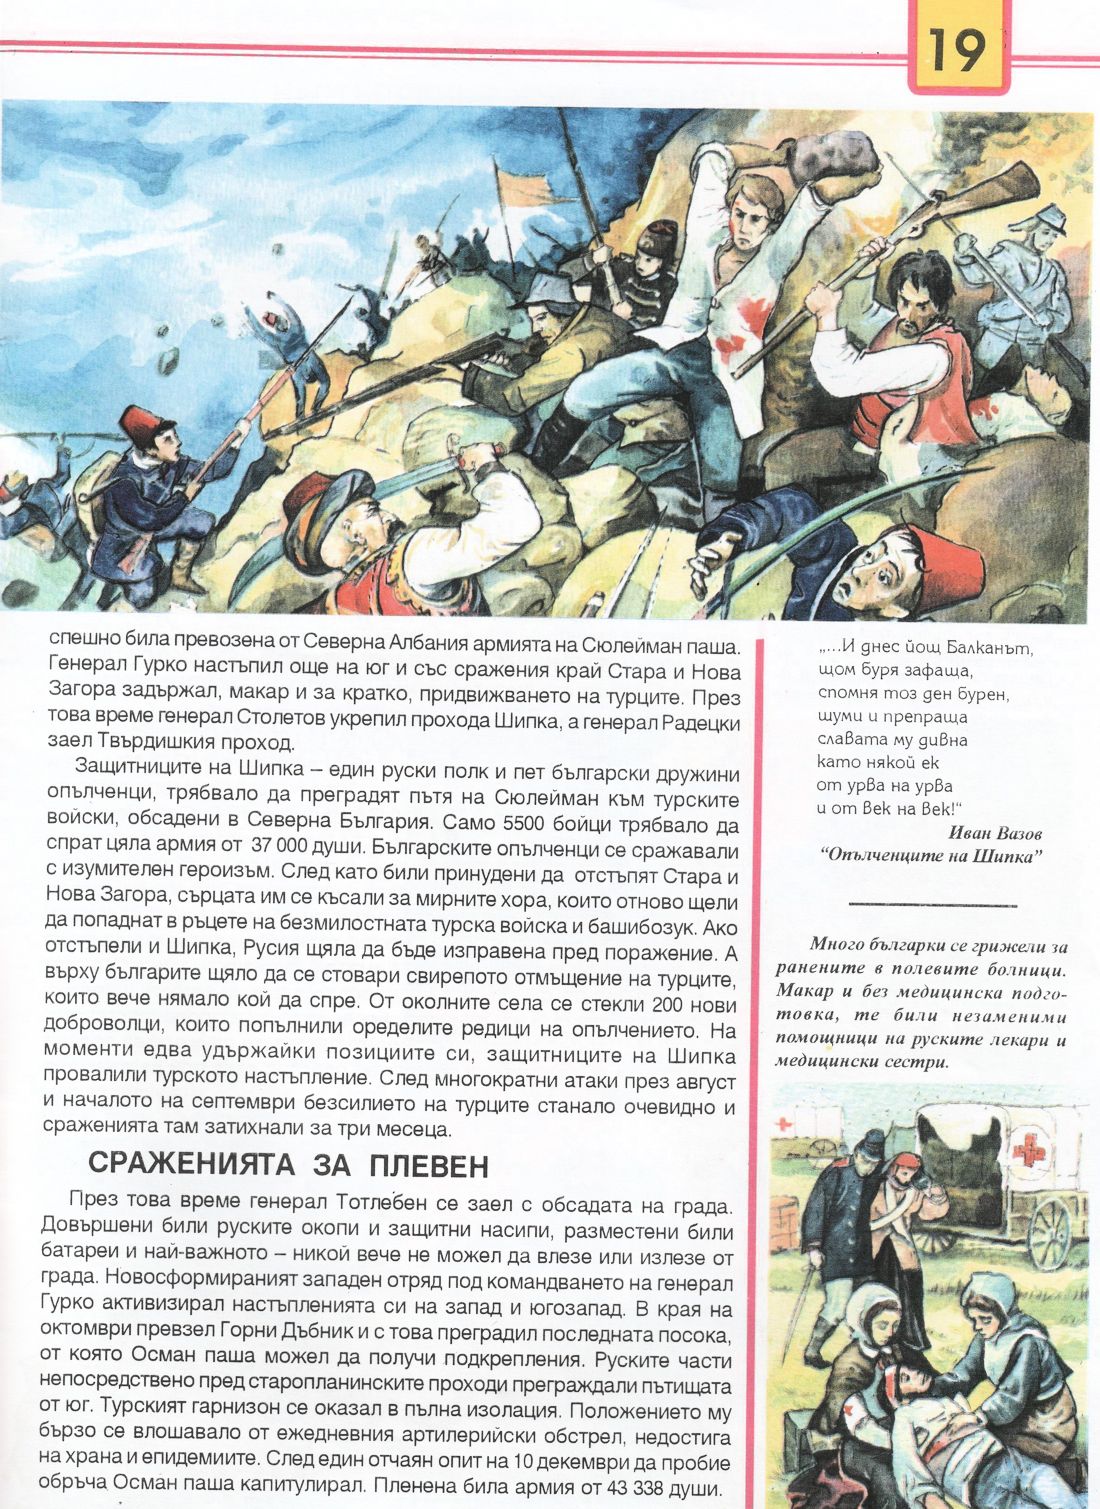 19
спешно била превозена от Северна Албания армията на Сюлейман паша.
Генерал Гурко настъпил още на юг и със сражения край Стара и Нова
Загора задържал, макар и за кратко, придвижването на турците. През
това време генерал Столетов укрепил прохода Шипка, а генерал Радецки
заел Твърдишкия проход.
Защитниците на Шипка – един руски полк и пет български дружини
опълченци, трябвало да преградят пътя на Сюлейман към турските
войски, обсадени в Северна България. Само 5500 бойци трябвало да
спрат цяла армия от 37 000 души. Българските опълченци се сражавали
с изумителен героизъм. След като били принудени да отстъпят Стара и
Нова Загора, сърцата им се късали за мирните хора, които отново щели
да попаднат в ръцете на безмилостната турска войска и башибозук. Ако
отстъпели и Шипка, Русия щяла да бъде изправена пред поражение. А
върху българите щяло да се стовари свирепото отмъщение на турците,
които вече нямало кой да спре. От околните села се стекли 200 нови
доброволци, които попълнили оределите редици на опълчението. На
моменти едва удържайки позициите си, защитниците на Шипка
провалили турското настъпление. След многократни атаки през август
и началото на септември безсилието на турците станало очевидно и
сраженията там затихнали за три месеца.
СРАЖЕНИЯТА ЗА ПЛЕВЕН
През това време генерал Тотлебен се заел с обсадата на града.
Довършени били руските окопи и защитни насипи, разместени били
батареи и най-важното – никой вече не можел да влезе или излезе от
града. Новосформираният западен отряд под командването на генерал
Гурко активизирал настъпленията си на запад и югозапад. В края на
октомври превзел Горни Дъбник и с това преградил последната посока,
от която Осман паша можел да получи подкрепления. Руските части
непосредствено пред старопланинските проходи преграждали пътищата
от юг. Турският гарнизон се оказал в пълна изолация. Положението му
бързо се влошавало от ежедневния артилерийски обстрел, недостига
на храна и епидемиите. След един отчаян опит на 10 декември да пробие
обръча Осман паша капитулирал. Пленена била армия от 43 338 души.
„...И днес йощ Балканът,
щом буря зафаща,
спомня тоз ден бурен,
шуми и препраща
славата му дивна
като някой ек
от урва на урва
и от век на век!“
Иван Вазов
“Опълченците на Шипка”
Много българки се грижели за
ранените в полевите болници.
Макар и без медицинска подго-
товка, те били незаменими
помощници на руските лекари и
медицински сестри.